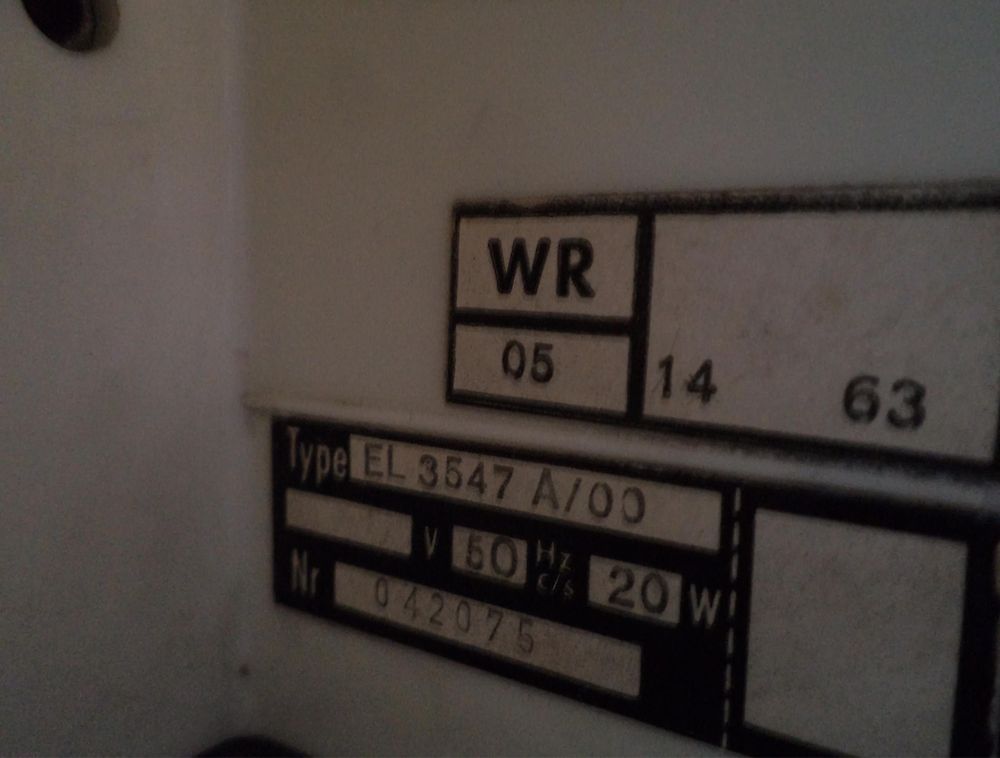 WR
05 14 63
Type EL 3547 A/00
V 50 Hz c/s 20 W
Nr 042075